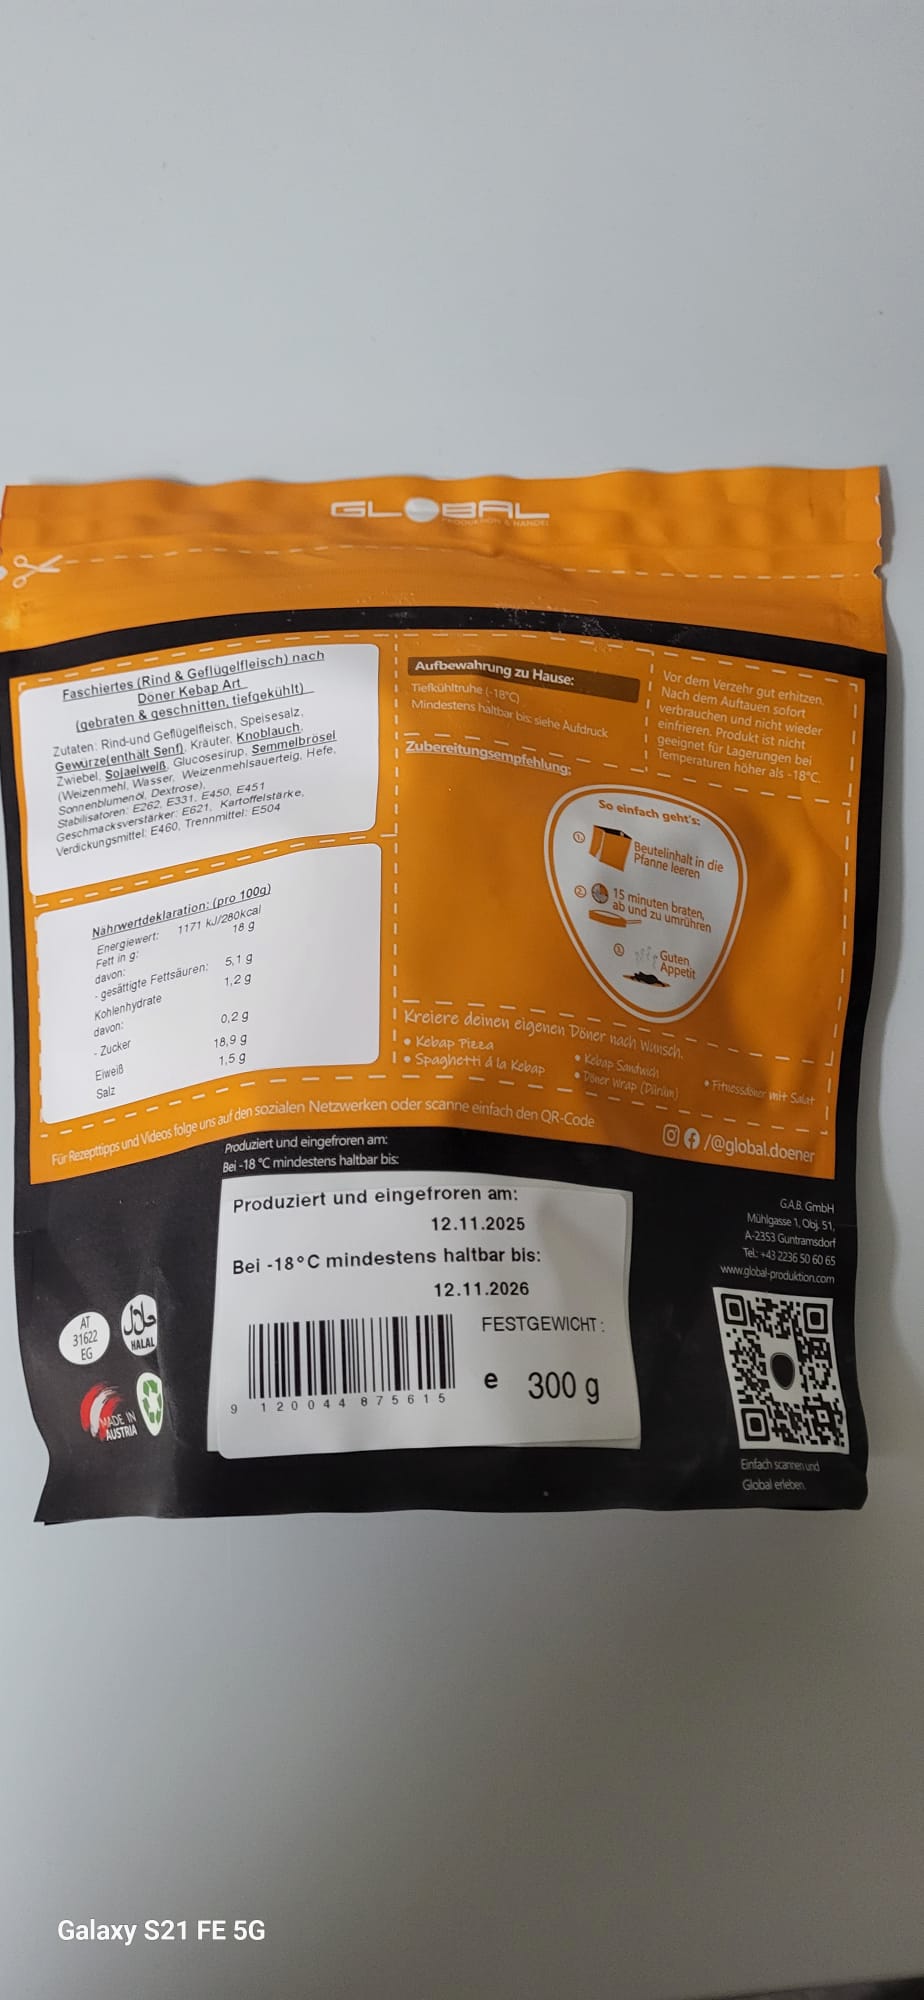 GLOBAL
PRODUKTION & HANDEL
Faschiertes (Rind & Geflügelfleisch) nach
Döner Kebap Art
(gebraten & geschnitten, tiefgekühlt)
Zutaten: Rind-und Geflügelfleisch, Speisesalz,
Gewürze(enthält Senf), Kräuter, Knoblauch,
Zwiebel, Sojaeiweiß, Glucosesirup, Semmelbrösel
(Weizenmehl, Wasser, Weizenmehlsauerteig, Hefe,
Sonnenblumenöl, Dextrose),
Stabilisatoren: E262, E331, E450, E451
Geschmacksverstärker: E621, Kartoffelstärke,
Verdickungsmittel: E460, Trennmittel: E504
Nährwertdeklaration: (pro 100g)
Energiewert: 1171 kJ/280kcal
Fett in g: 18 g
davon:
- gesättigte Fettsäuren: 5,1 g
Kohlenhydrate 1,2 g
davon:
- Zucker 0,2 g
Eiweiß 18,9 g
Salz 1,5 g
Aufbewahrung zu Hause:
Tiefkühltruhe (-18°C)
Mindestens haltbar bis: siehe Aufdruck
Vor dem Verzehr gut erhitzen.
Nach dem Auftauen sofort
verbrauchen und nicht wieder
einfrieren. Produkt ist nicht
geeignet für Lagerungen bei
Temperaturen höher als -18°C.
Zubereitungsempfehlung:
So einfach geht's:
1. Beutelinhalt in die
Pfanne leeren
2. 15 minuten braten,
ab und zu umrühren
3. Guten
Appetit
Kreiere deinen eigenen Döner nach Wunsch.
• Kebap Pizza
• Spaghetti á la Kebap
• Kebap Sandwich
• Döner Wrap (Dürüm)
• Fitnessdöner mit Salat
Für Rezepttipps und Videos folge uns auf den sozialen Netzwerken oder scanne einfach den QR-Code
/@global.doener
Produziert und eingefroren am:
Bei -18 °C mindestens haltbar bis:
Produziert und eingefroren am:
12.11.2025
Bei -18°C mindestens haltbar bis:
12.11.2026
FESTGEWICHT:
e 300 g
9 120044 875615
AT
31622
EG
حلال
HALAL
MADE IN
AUSTRIA
G.A.B. GmbH
Mühlgasse 1, Obj. 51,
A-2353 Guntramsdorf
Tel.: +43 2236 50 60 65
www.global-produktion.com
Einfach scannen und
Global erleben.
Galaxy S21 FE 5G